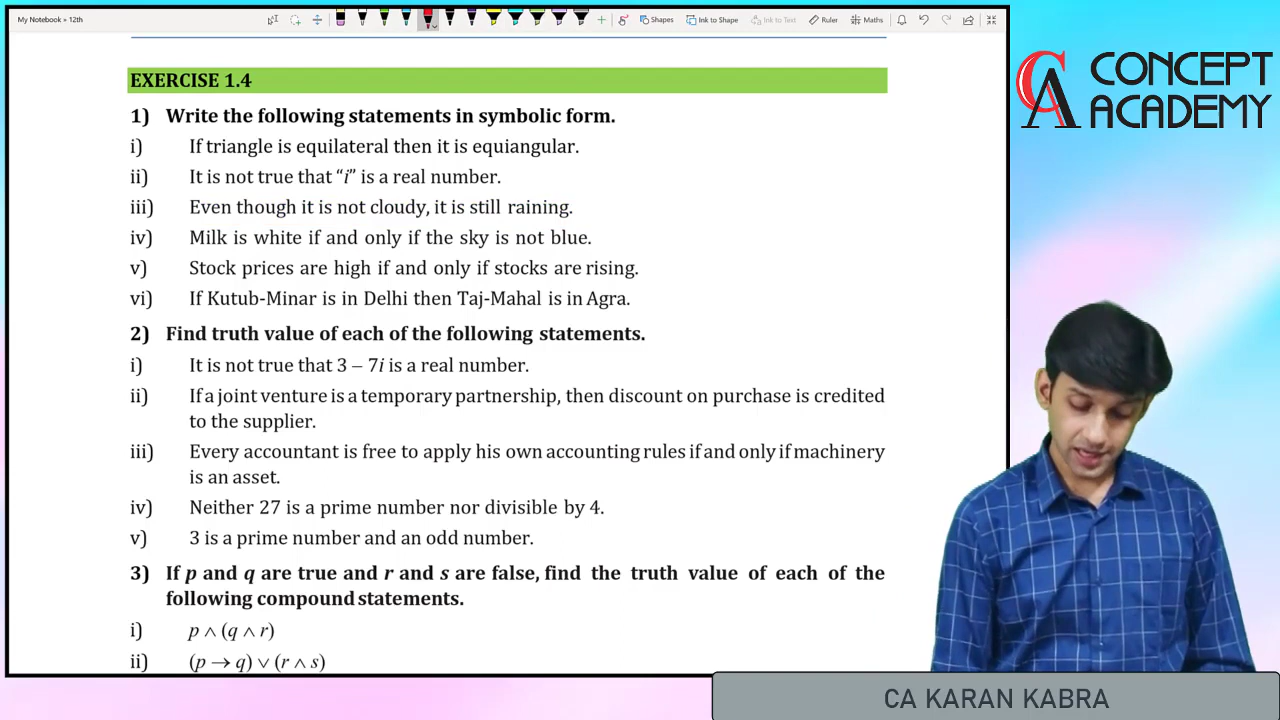 My Notebook » 12th
Shapes
Ink to Shape
Ink to Text
Ruler
Maths
CONCEPT
ACADEMY
EXERCISE 1.4
1) Write the following statements in symbolic form.
i) If triangle is equilateral then it is equiangular.
ii) It is not true that “i” is a real number.
iii) Even though it is not cloudy, it is still raining.
iv) Milk is white if and only if the sky is not blue.
v) Stock prices are high if and only if stocks are rising.
vi) If Kutub-Minar is in Delhi then Taj-Mahal is in Agra.
2) Find truth value of each of the following statements.
i) It is not true that 3 – 7i is a real number.
ii) If a joint venture is a temporary partnership, then discount on purchase is credited
to the supplier.
iii) Every accountant is free to apply his own accounting rules if and only if machinery
is an asset.
iv) Neither 27 is a prime number nor divisible by 4.
v) 3 is a prime number and an odd number.
3) If p and q are true and r and s are false, find the truth value of each of the
following compound statements.
i) p ∧ (q ∧ r)
ii) (p → q) ∨ (r ∧ s)
CA KARAN KABRA